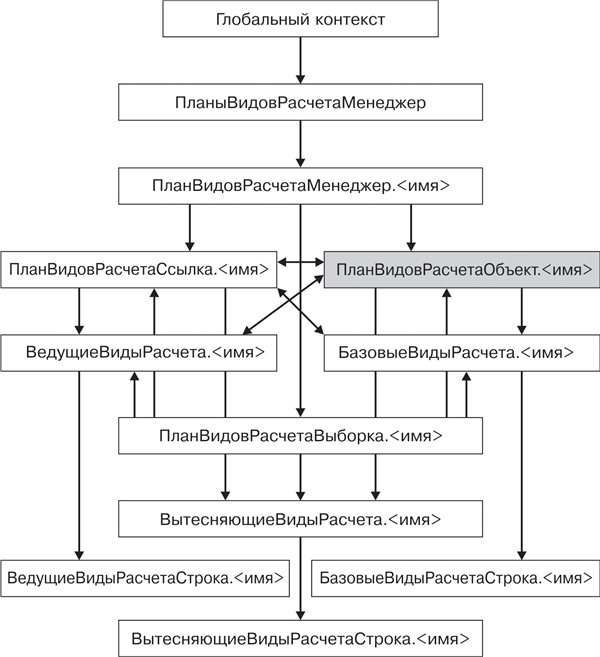 Глобальный контекст
ПланыВидовРасчетаМенеджер
ПланВидовРасчетаМенеджер.<имя>
ПланВидовРасчетаСсылка.<имя>
ПланВидовРасчетаОбъект.<имя>
ВедущиеВидыРасчета.<имя>
БазовыеВидыРасчета.<имя>
ПланВидовРасчетаВыборка.<имя>
ВытесняющиеВидыРасчета.<имя>
ВедущиеВидыРасчетаСтрока.<имя>
БазовыеВидыРасчетаСтрока.<имя>
ВытесняющиеВидыРасчетаСтрока.<имя>